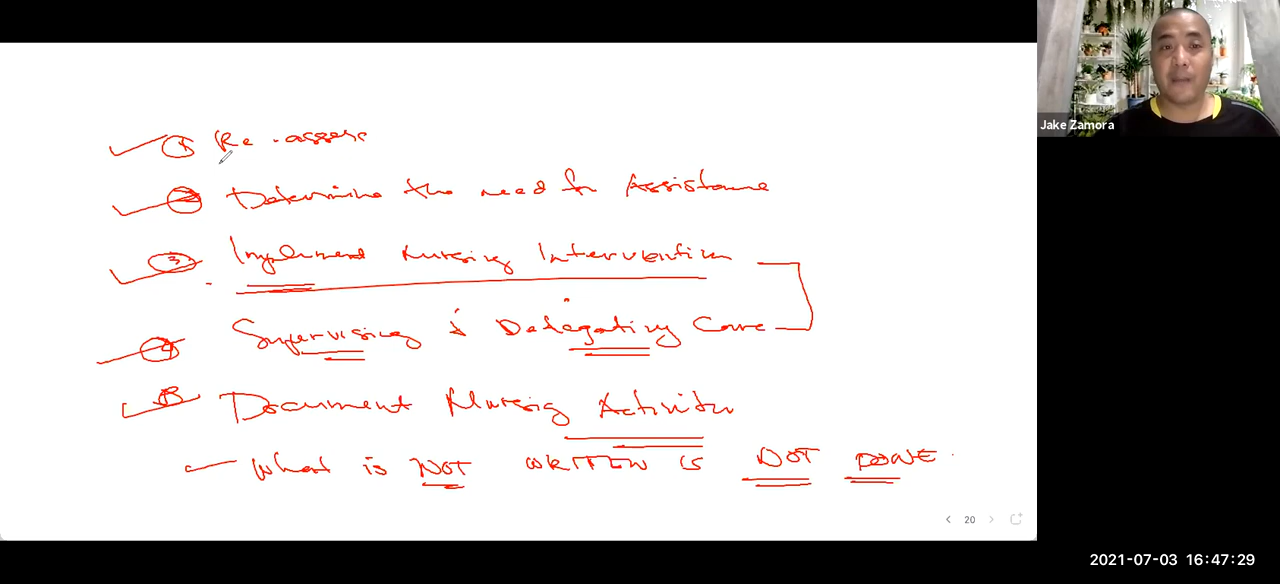 Jake Zamora
1 Re-assess
2 Determine the need for Assistance
3 Implement Nursing Intervention
4 Supervising & Delegating Care
5 Document Nursing Activity
- What is NOT WRITTEN is NOT DONE
20
2021-07-03 16:47:29